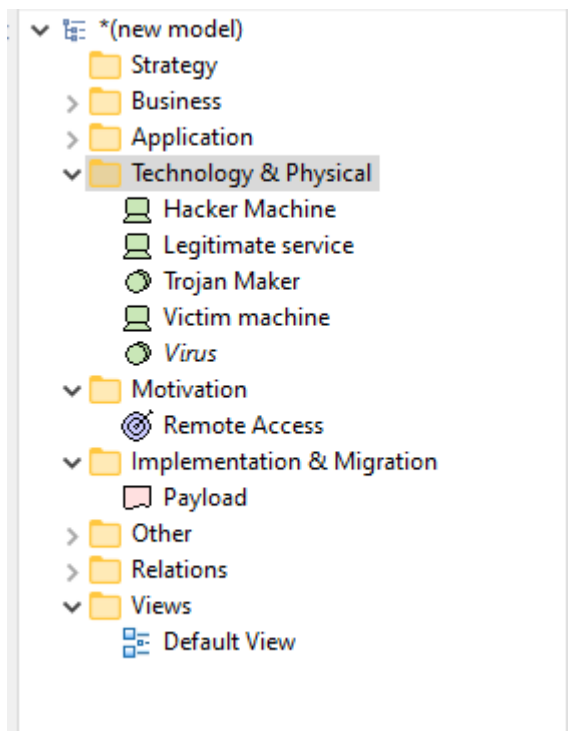 *(new model)
Strategy
Business
Application
Technology & Physical
Hacker Machine
Legitimate service
Trojan Maker
Victim machine
Virus
Motivation
Remote Access
Implementation & Migration
Payload
Other
Relations
Views
Default View